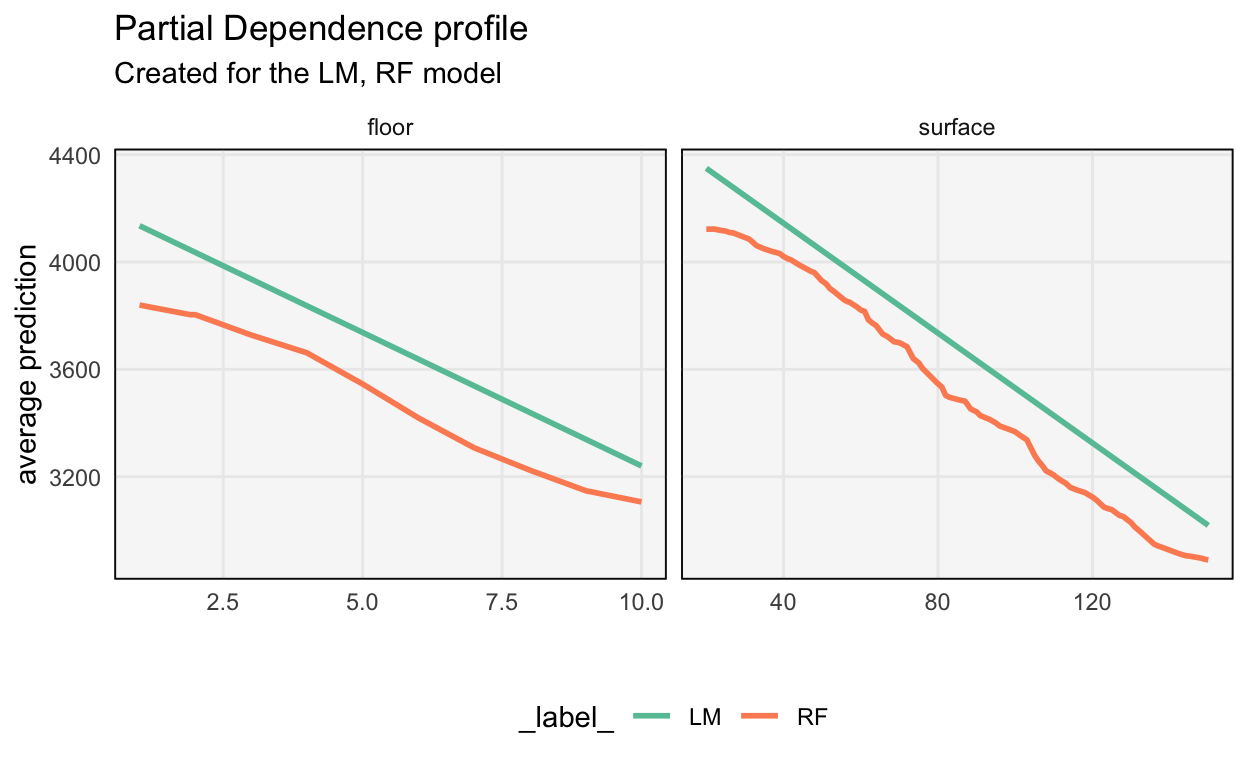 Partial Dependence profile
Created for the LM, RF model
floor
surface
average prediction
4400
4000
3600
3200
2.5 5.0 7.5 10.0
40 80 120
_label_ LM RF